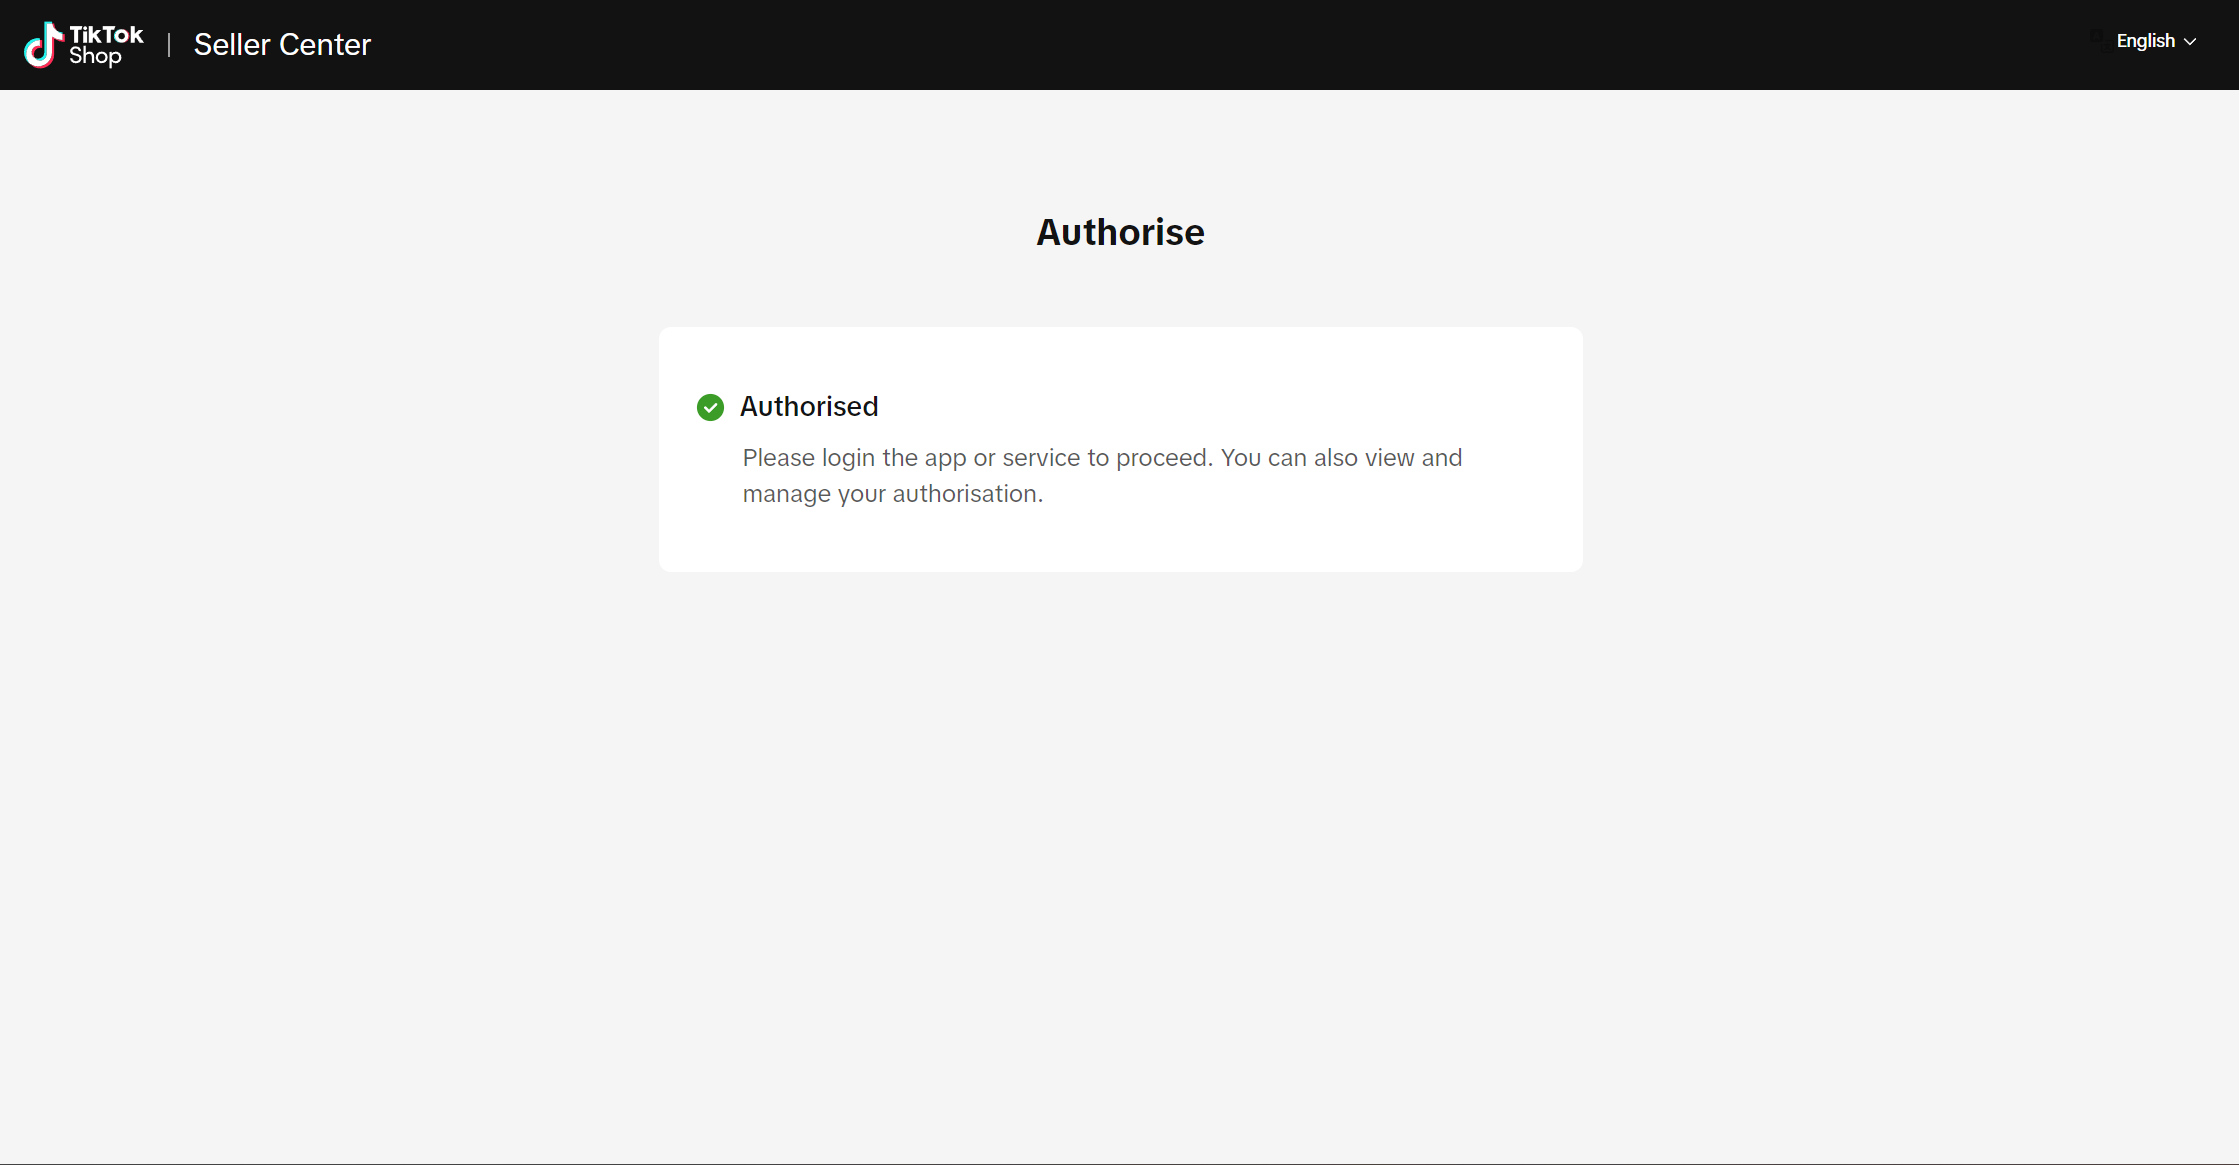 TikTok
Shop
Seller Center
English
Authorise
Authorised
Please login the app or service to proceed. You can also view and
manage your authorisation.